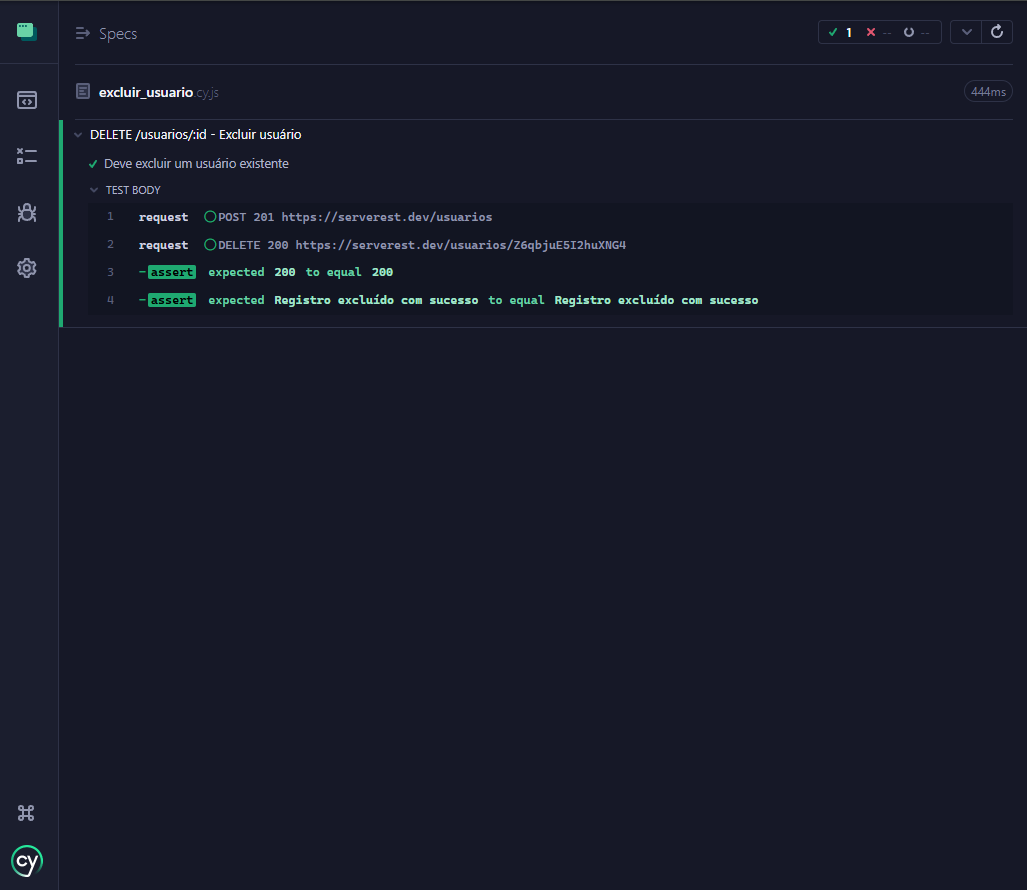 Specs
1 -- --
excluir_usuario.cy.js
444ms
DELETE /usuarios/:id - Excluir usuário
Deve excluir um usuário existente
TEST BODY
1 request POST 201 https://serverest.dev/usuarios
2 request DELETE 200 https://serverest.dev/usuarios/Z6qbjuE5I2huXNG4
3 -assert expected 200 to equal 200
4 -assert expected Registro excluído com sucesso to equal Registro excluído com sucesso
cy